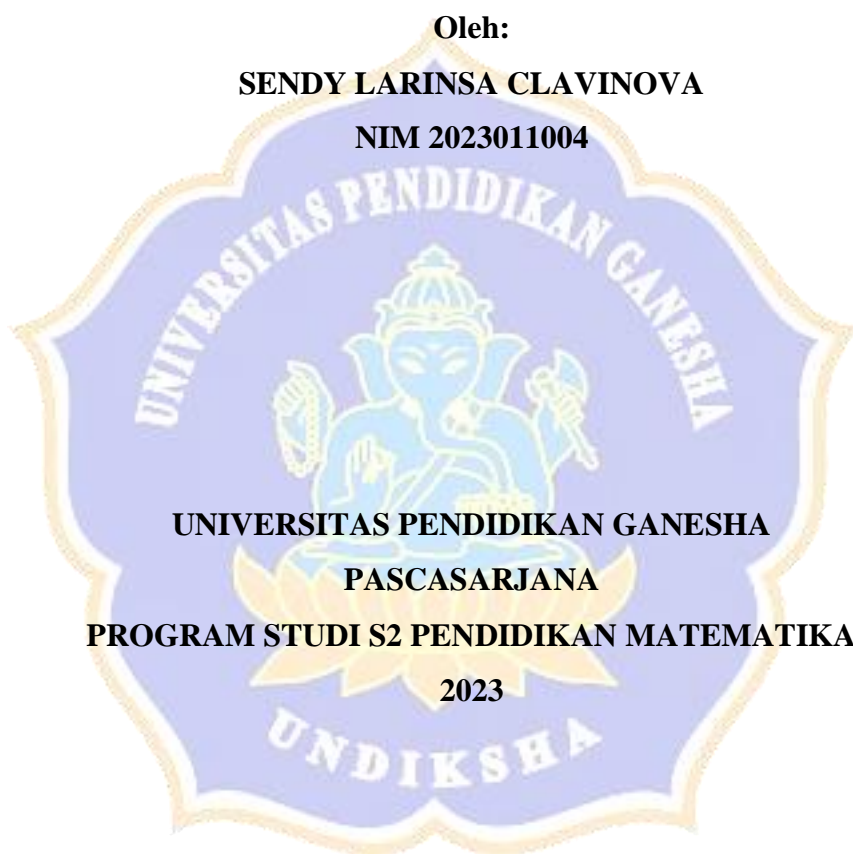 Oleh:
SENDY LARINSA CLAVINOVA
NIM 2023011004
UNIVERSITAS PENDIDIKAN GANESHA
UNIVERSITAS PENDIDIKAN GANESHA
PASCASARJANA
PROGRAM STUDI S2 PENDIDIKAN MATEMATIKA
2023
UNDIKSHA